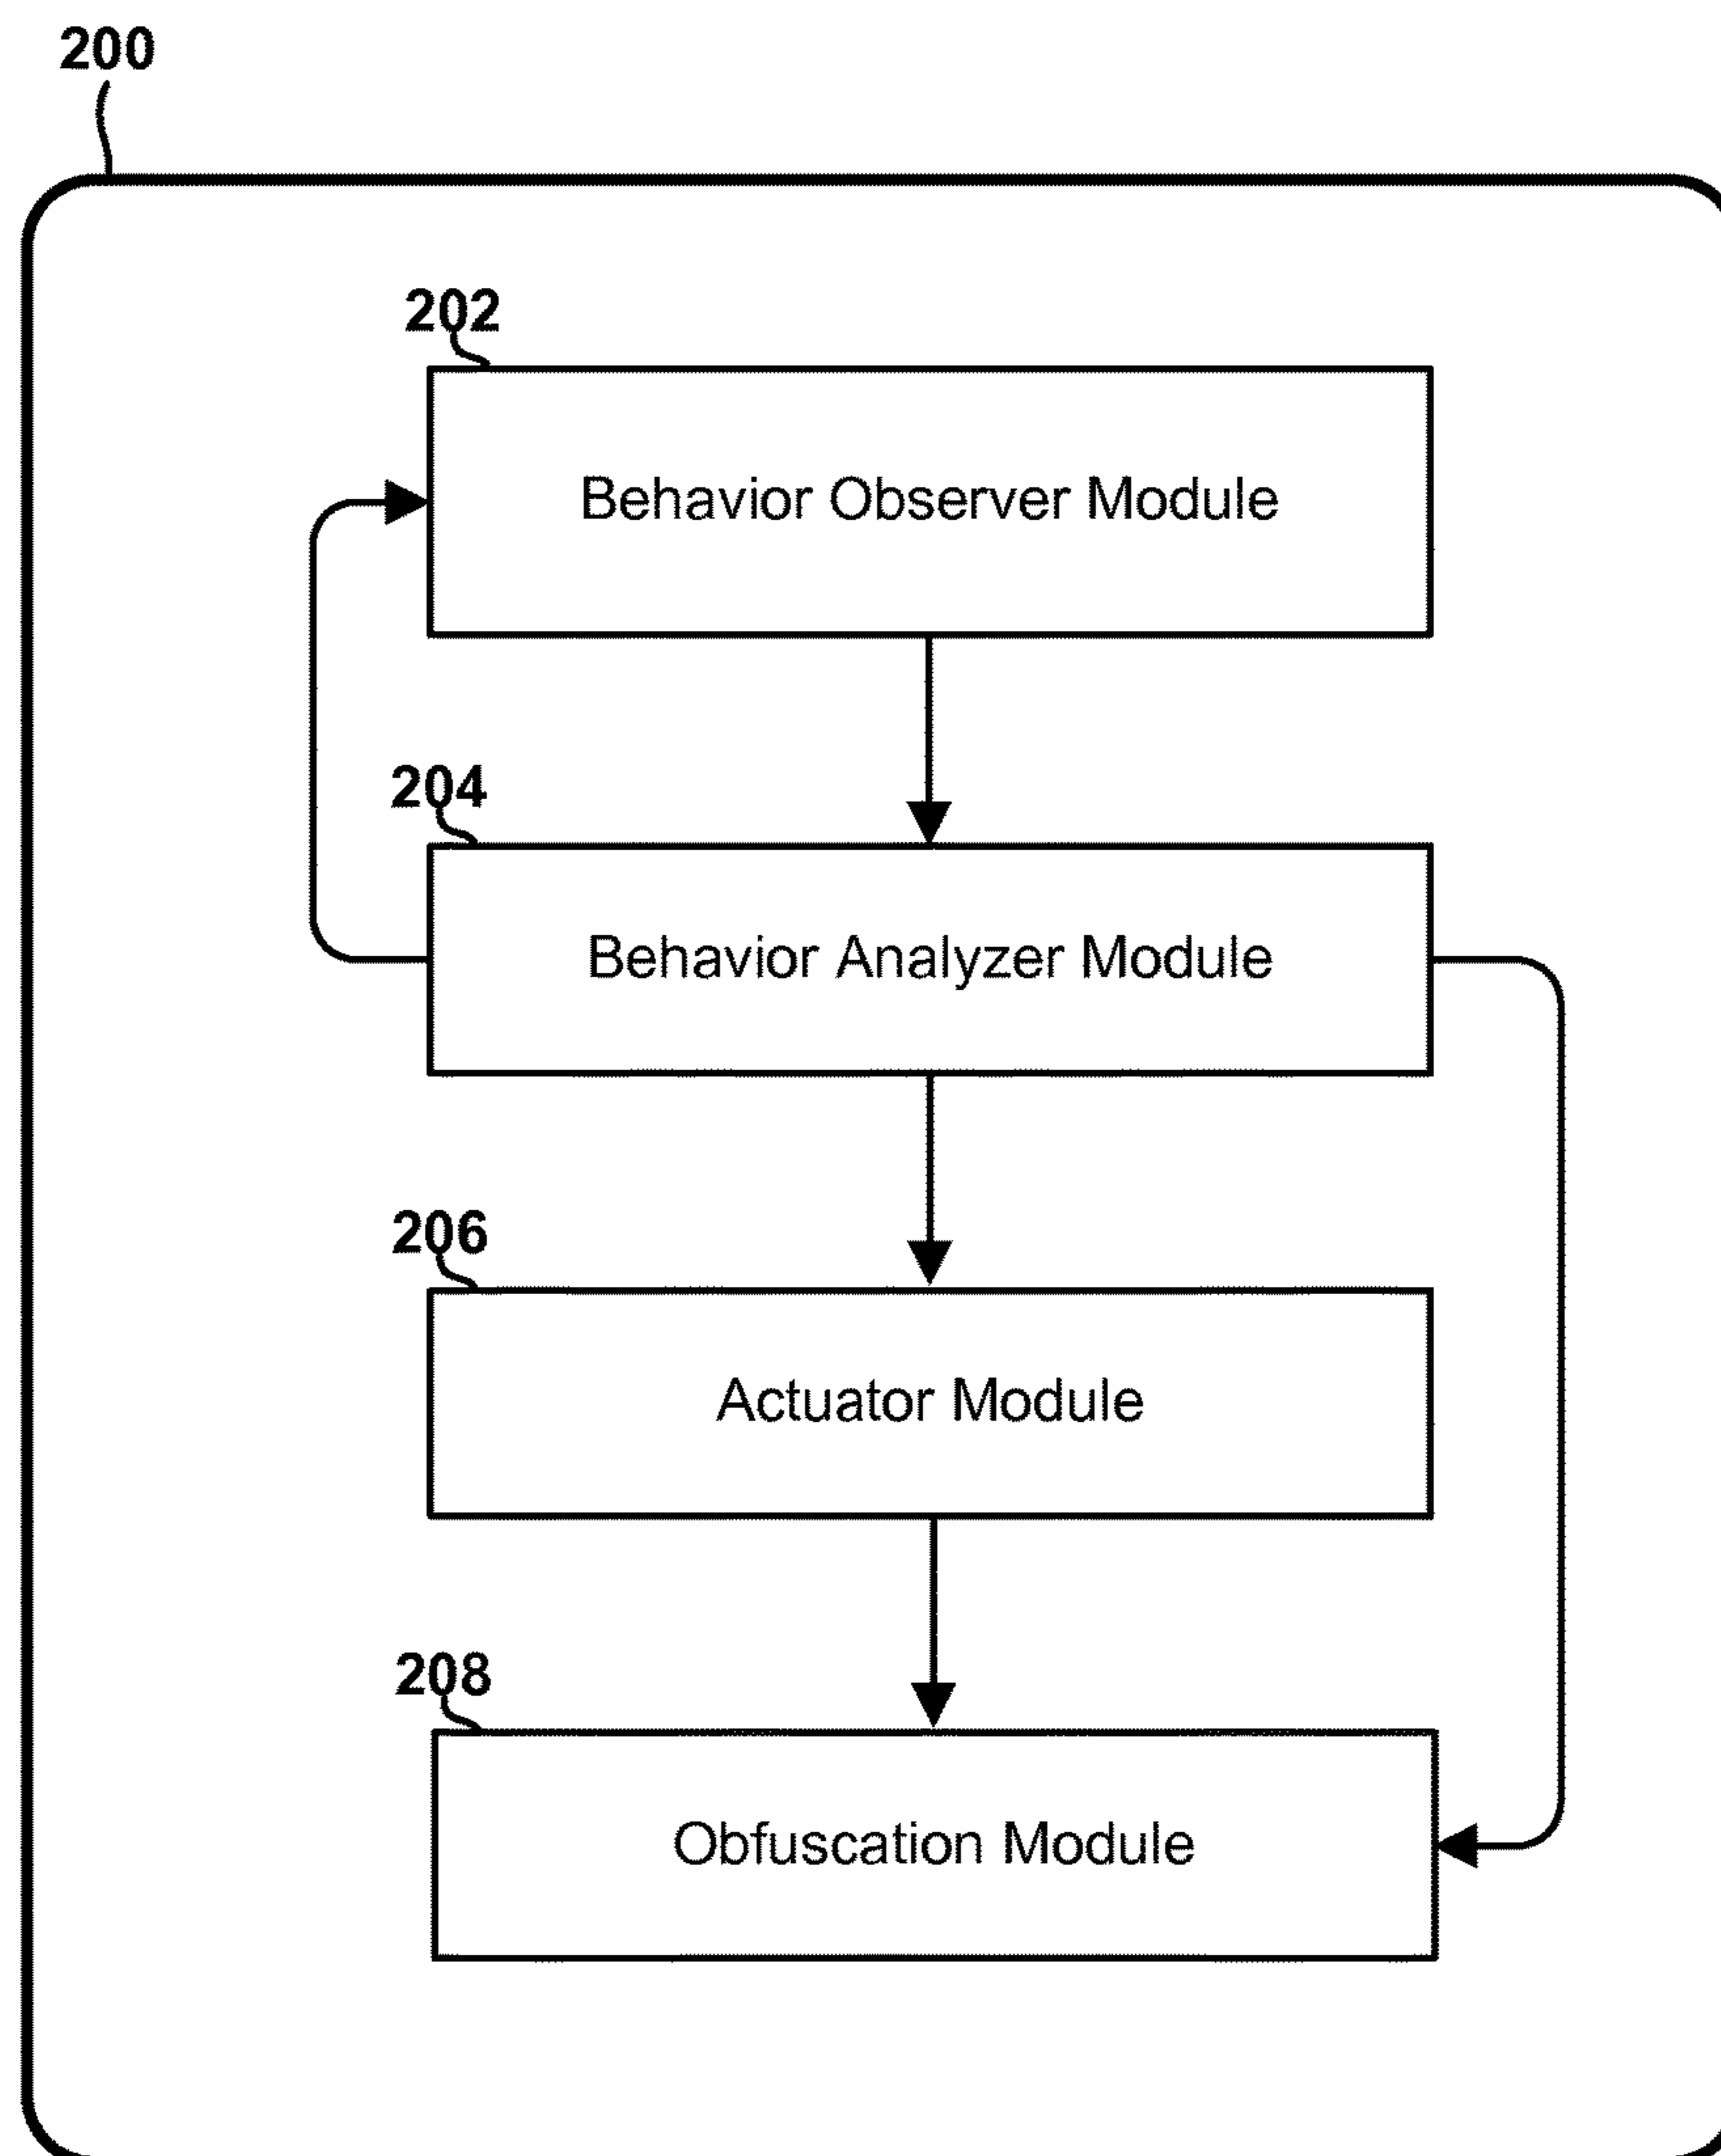 200
202
Behavior Observer Module
204
Behavior Analyzer Module
206
Actuator Module
208
Obfuscation Module